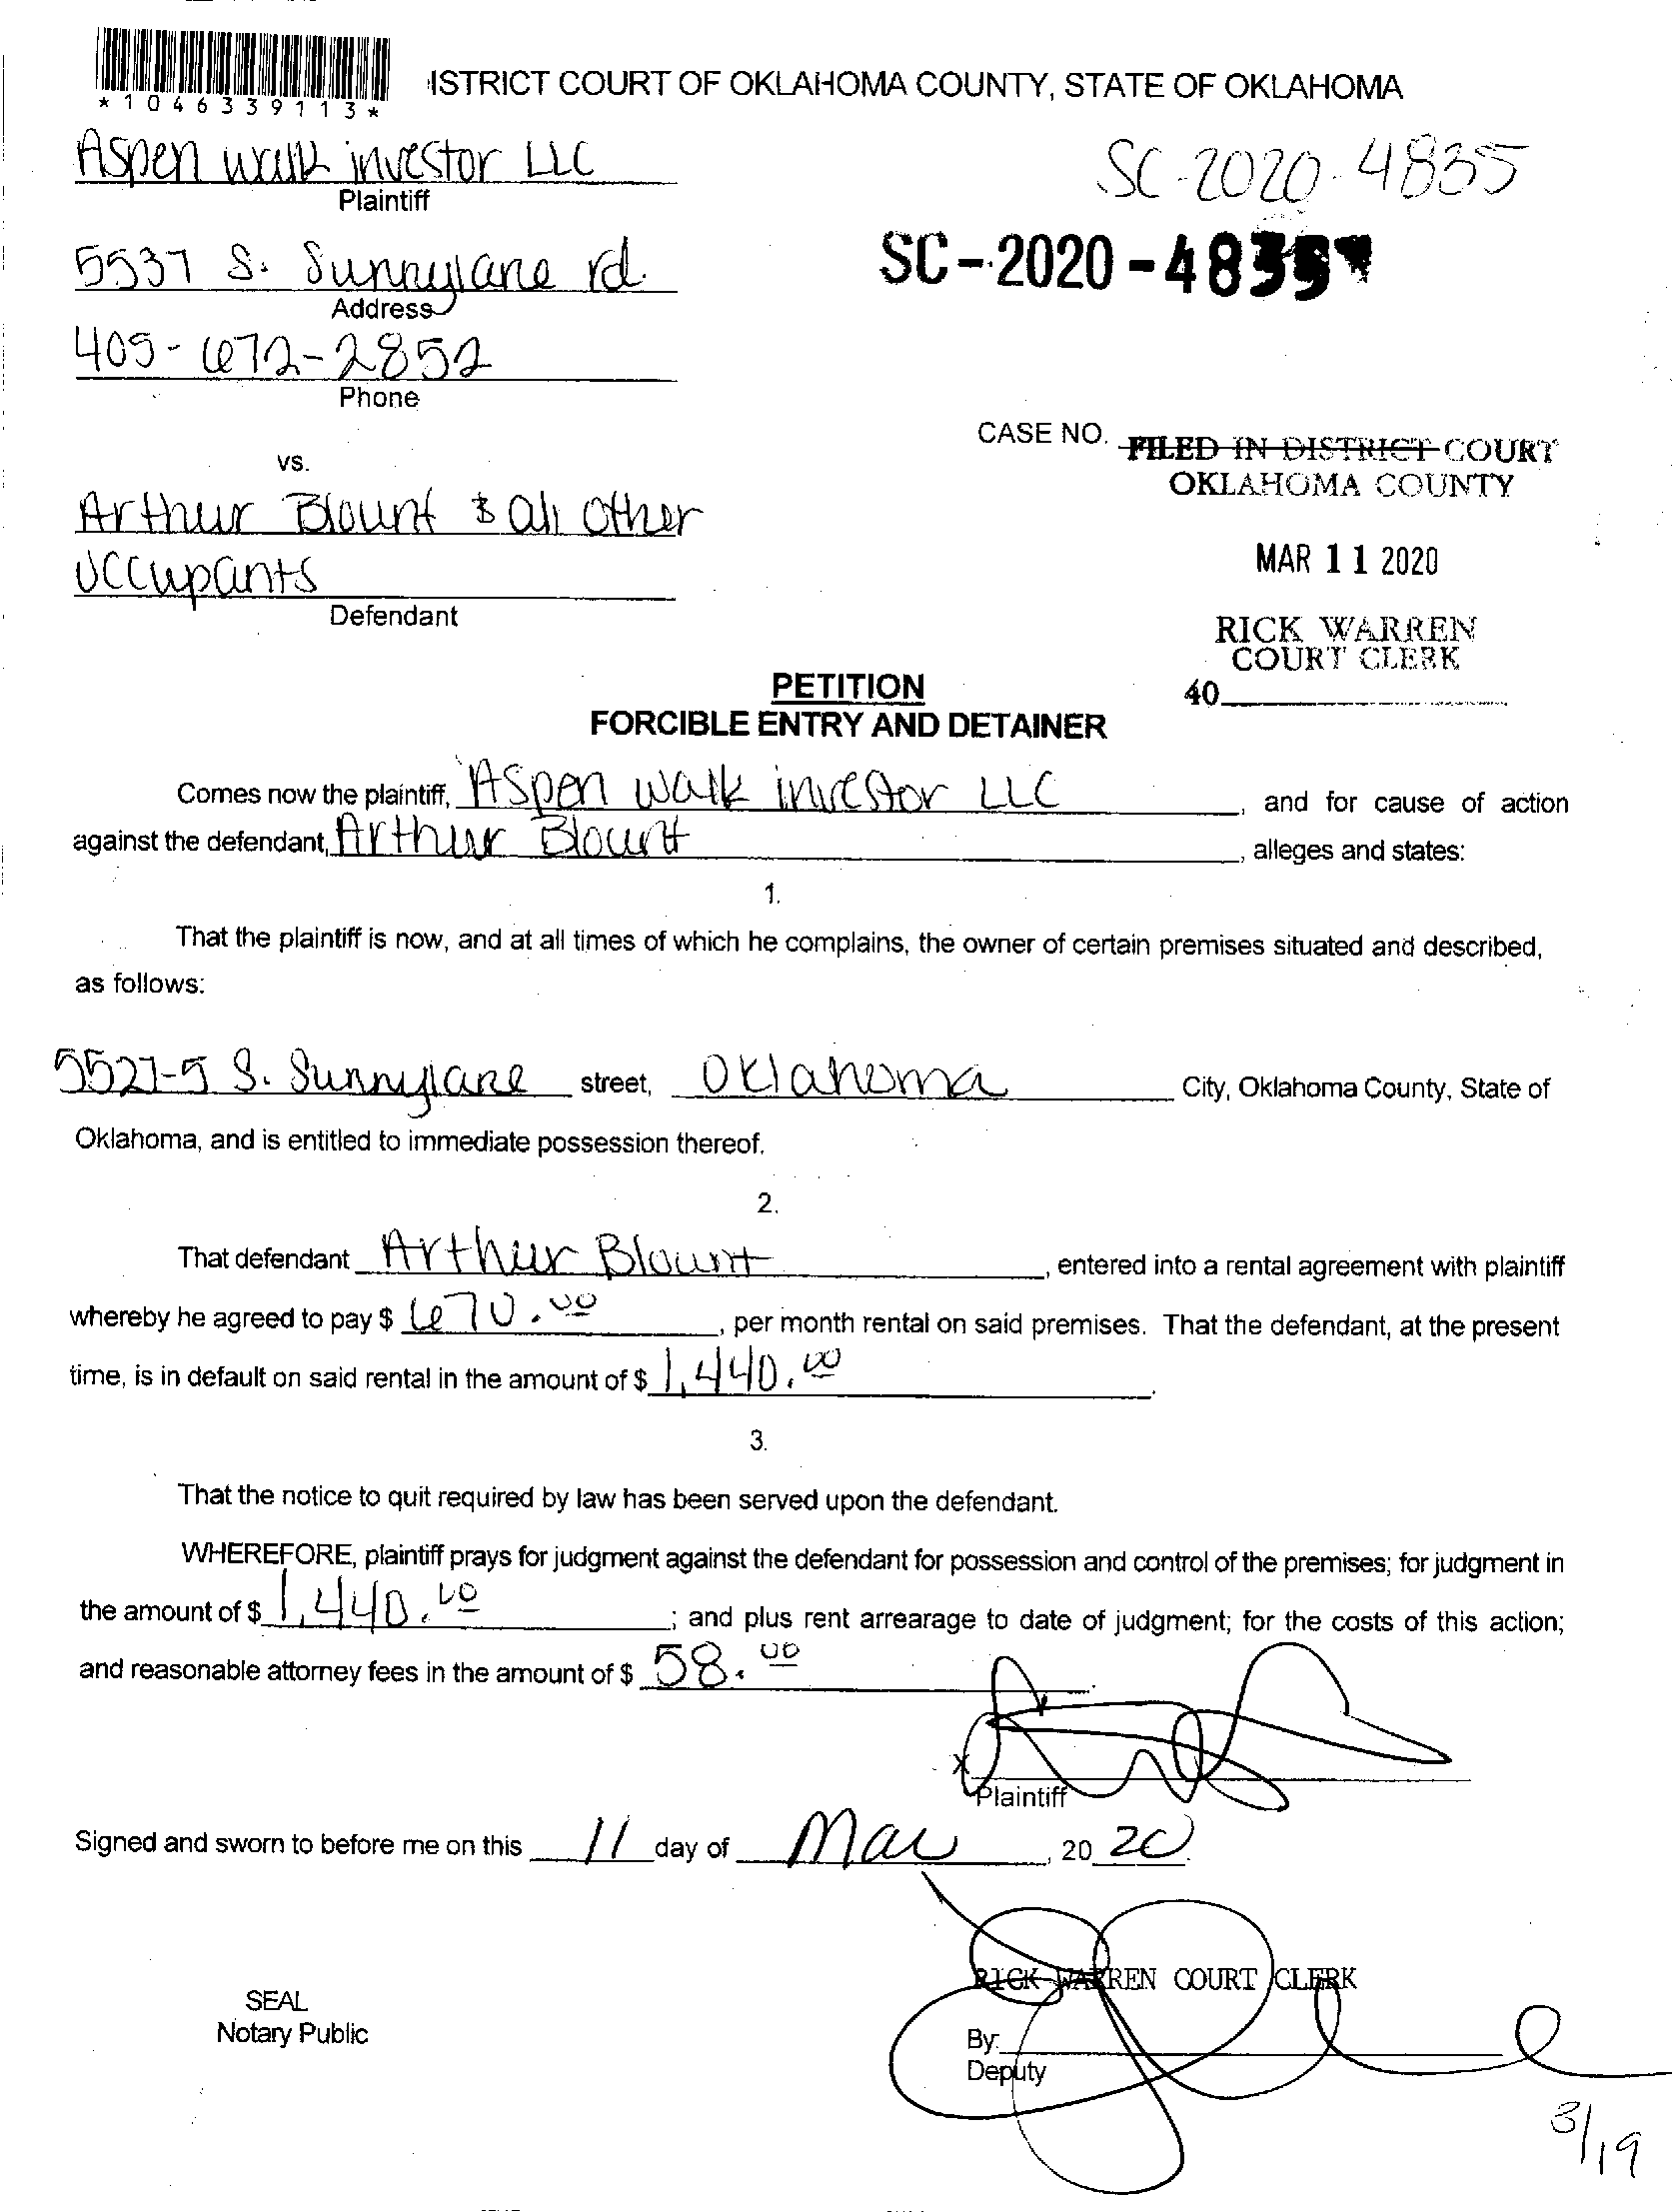 *1046339113*
ISTRICT COURT OF OKLAHOMA COUNTY, STATE OF OKLAHOMA
Aspen walk investor LLC
Plaintiff
SC-2020-4835
5537 S. Sunnylane rd.
Address
SC-2020-4835
405-672-2852
Phone
CASE NO.
FILED IN DISTRICT COURT
OKLAHOMA COUNTY
vs.
Arthur Blount & all other
occupants
Defendant
MAR 11 2020
RICK WARREN
COURT CLERK
40
PETITION
FORCIBLE ENTRY AND DETAINER
Comes now the plaintiff, Aspen walk investor LLC, and for cause of action
against the defendant, Arthur Blount, alleges and states:
1.
That the plaintiff is now, and at all times of which he complains, the owner of certain premises situated and described,
as follows:
5527-5 S. Sunnylane street, Oklahoma City, Oklahoma County, State of
Oklahoma, and is entitled to immediate possession thereof.
2.
That defendant Arthur Blount, entered into a rental agreement with plaintiff
whereby he agreed to pay $ 670.00, per month rental on said premises. That the defendant, at the present
time, is in default on said rental in the amount of $ 1,440.00.
3.
That the notice to quit required by law has been served upon the defendant.
WHEREFORE, plaintiff prays for judgment against the defendant for possession and control of the premises; for judgment in
the amount of $ 1,440.00; and plus rent arrearage to date of judgment; for the costs of this action;
and reasonable attorney fees in the amount of $ 58.00.
X
Plaintiff
Signed and sworn to before me on this 11 day of Mar, 20 20.
RICK WARREN COURT CLERK
SEAL
Notary Public
By:
Deputy
3/19